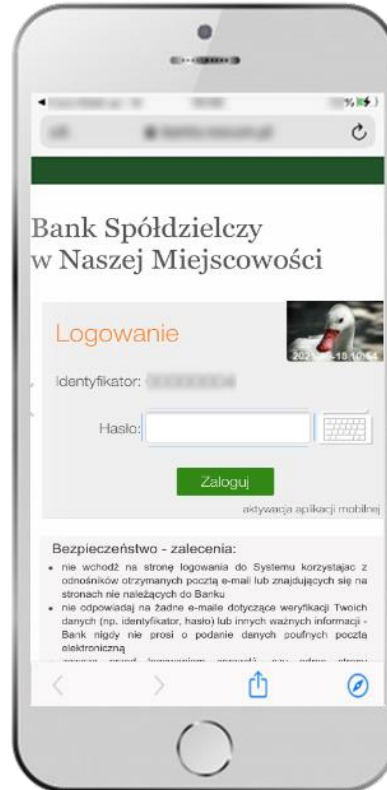 %
Bank Spółdzielczy
w Naszej Miejscowości
Logowanie
Identyfikator:
Hasło:
Zaloguj
aktywacja aplikacji mobilnej
Bezpieczeństwo - zalecenia:
• nie wchodź na stronę logowania do Systemu korzystajac z
odnośników otrzymanych pocztą e-mail lub znajdujących się na
stronach nie należących do Banku
• nie odpowiadaj na żadne e-maile dotyczące weryfikacji Twoich
danych (np. identyfikator, hasło) lub innych ważnych informacji -
Bank nigdy nie prosi o podanie danych poufnych poczta
elektroniczną